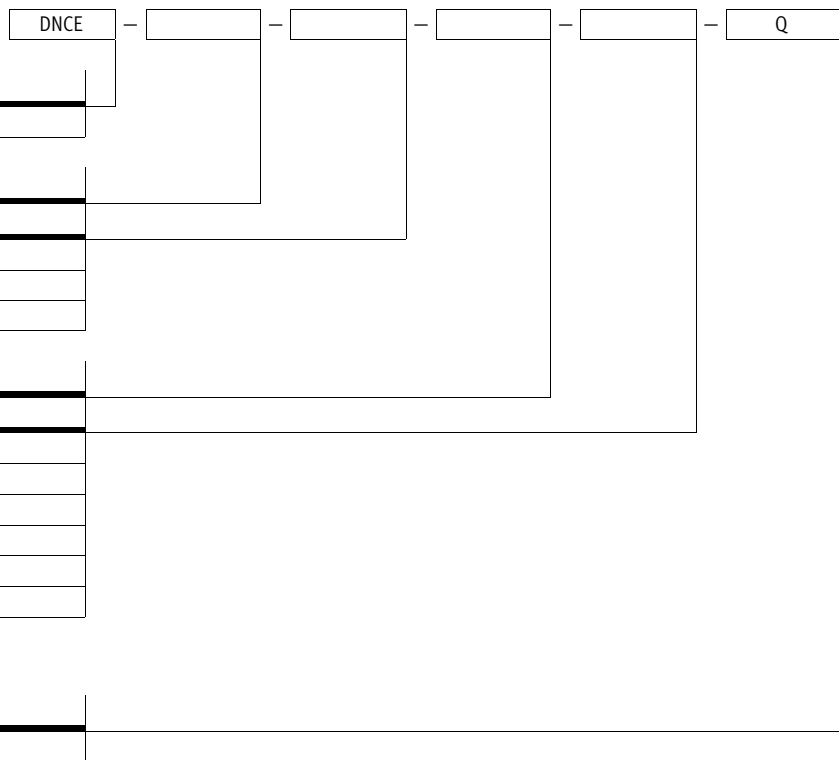 DNCE – – – – – Q